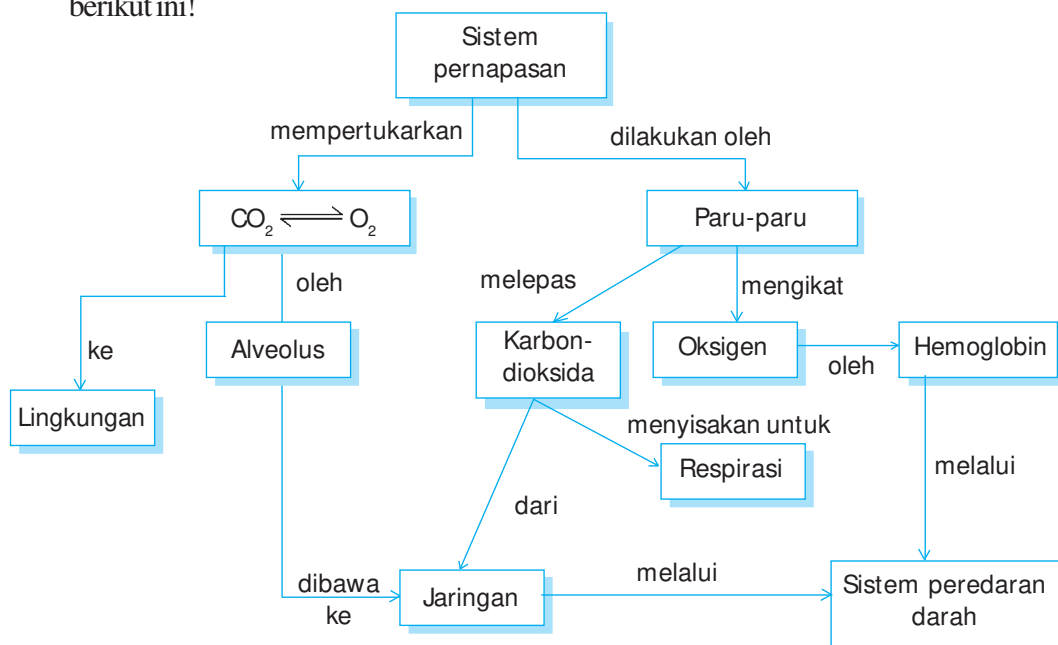 berikut ini!
Sistem
pernapasan
mempertukarkan
dilakukan oleh
CO₂ ⇌ O₂
Paru-paru
oleh
melepas
mengikat
ke
Alveolus
Karbon-
dioksida
Oksigen
oleh
Hemoglobin
Lingkungan
menyisakan untuk
Respirasi
melalui
dari
dibawa
ke
Jaringan
melalui
Sistem peredaran
darah